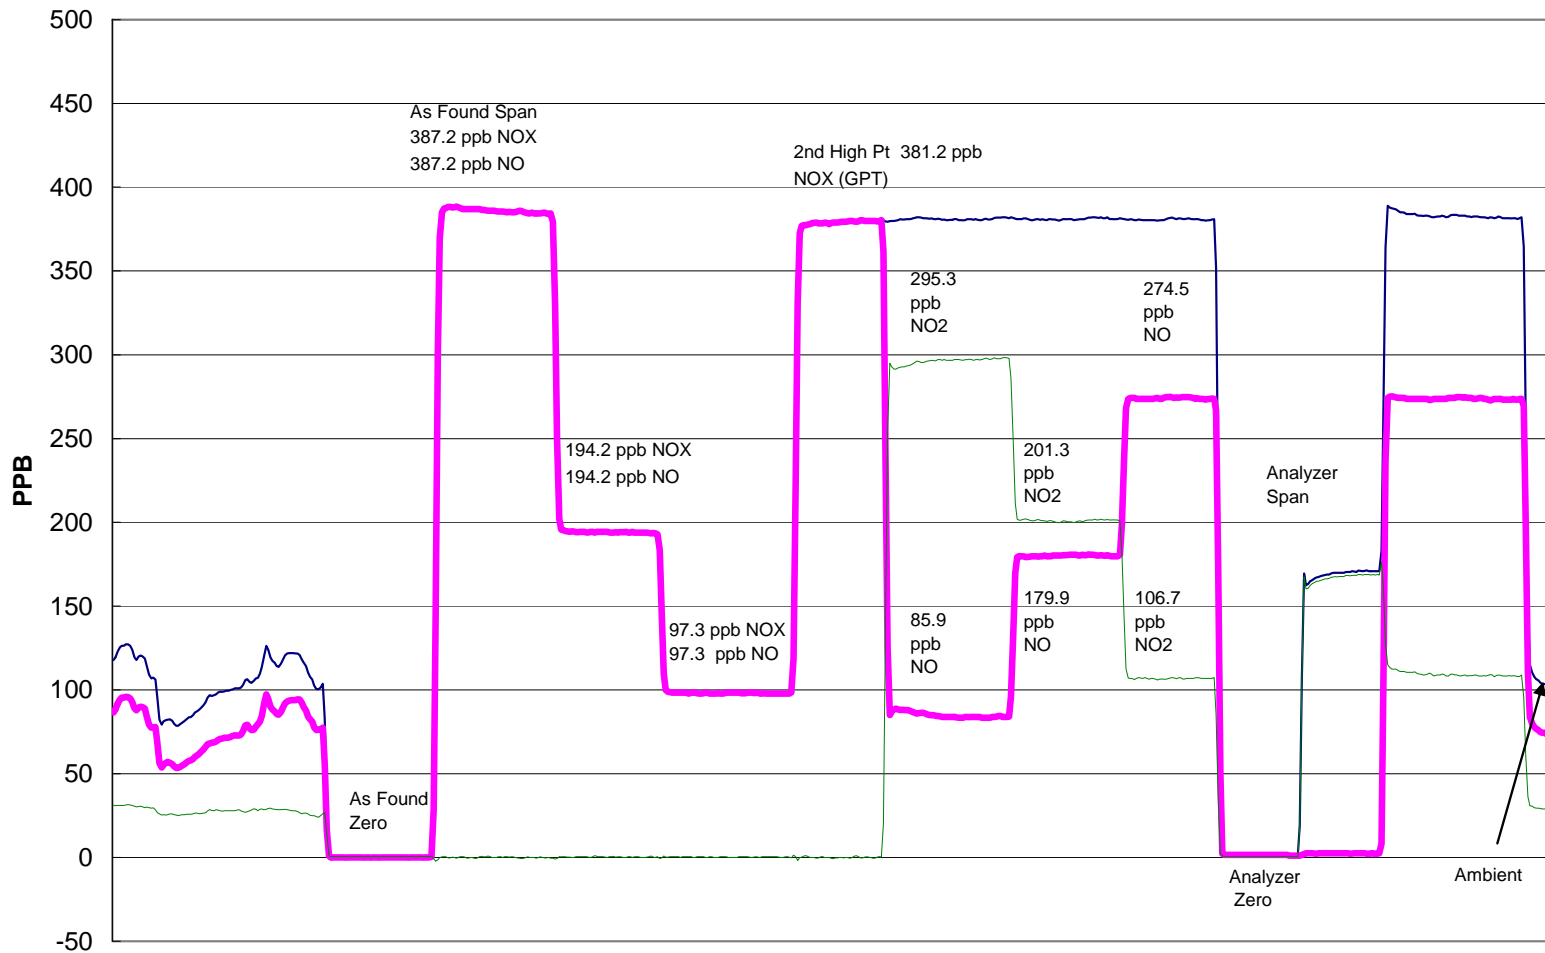 500
450
400
350
300
250
200
150
100
50
0
-50
PPB
As Found Span
387.2 ppb NOX
387.2 ppb NO
2nd High Pt  381.2 ppb
NOX (GPT)
295.3
ppb
NO2
274.5
ppb
NO
194.2 ppb NOX
194.2 ppb NO
201.3
ppb
NO2
Analyzer
Span
97.3 ppb NOX
97.3  ppb NO
85.9
ppb
NO
179.9
ppb
NO
106.7
ppb
NO2
As Found
Zero
Analyzer
Zero
Ambient